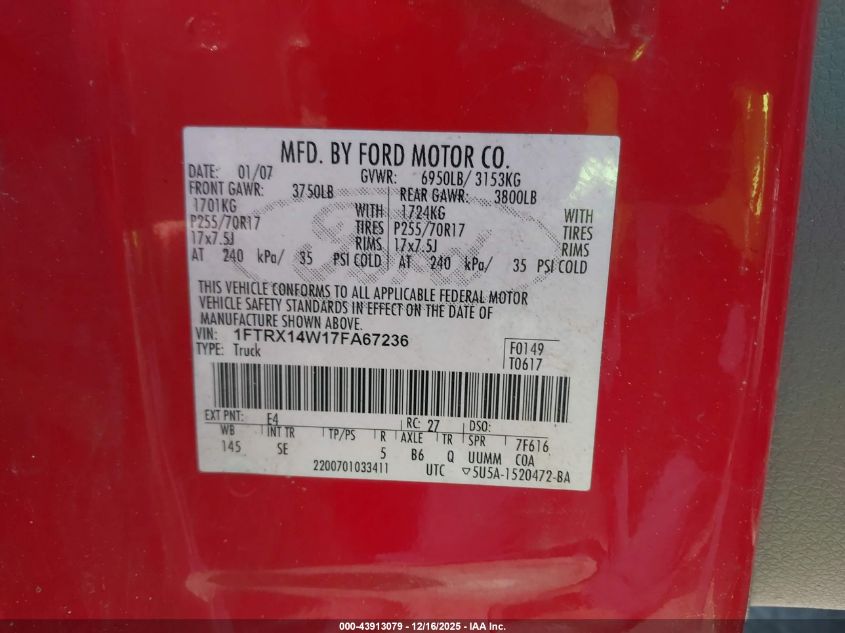 MFD. BY FORD MOTOR CO.
DATE: 01/07 GVWR: 6950LB/ 3153KG
FRONT GAWR: 3750LB REAR GAWR: 3800LB
1701KG WITH 1724KG WITH
P255/70R17 TIRES P255/70R17 TIRES
17x7.5J RIMS 17x7.5J RIMS
AT 240 kPa/ 35 PSI COLD AT 240 kPa/ 35 PSI COLD
THIS VEHICLE CONFORMS TO ALL APPLICABLE FEDERAL MOTOR
VEHICLE SAFETY STANDARDS IN EFFECT ON THE DATE OF
MANUFACTURE SHOWN ABOVE.
VIN: 1FTRX14W17FA67236
TYPE: Truck
F0149
T0617
EXT PNT: E4 RC: 27 DSO:
WB INT TR TP/PS R AXLE TR SPR 7F616
145 SE 5 B6 Q UUMM COA
2200701033411 UTC ▽5U5A-1520472-BA
Ford
000-43913079 - 12/16/2025 - IAA Inc.